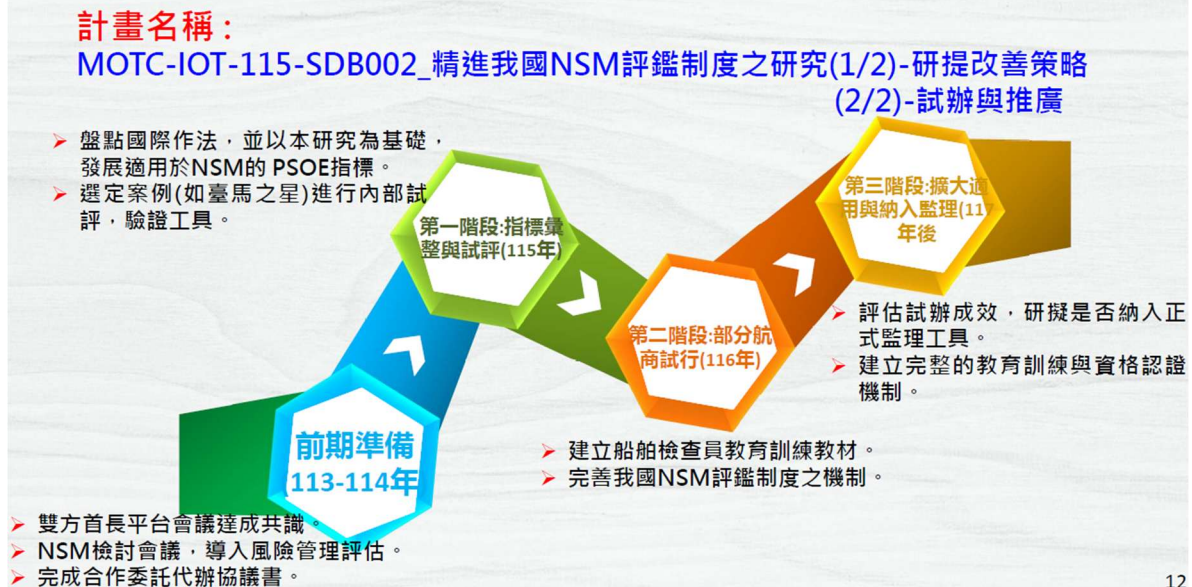 計畫名稱：
MOTC-IOT-115-SDB002_精進我國NSM評鑑制度之研究(1/2)-研提改善策略
(2/2)-試辦與推廣
➤ 盤點國際作法，並以本研究為基礎，
發展適用於NSM的 PSOE指標。
➤ 選定案例(如臺馬之星)進行內部試
評，驗證工具。
第一階段:指標彙
整與試評(115年)
第三階段:擴大適
用與納入監理(117
年後
第二階段:部分航
商試行(116年)
➤ 評估試辦成效，研擬是否納入正
式監理工具。
➤ 建立完整的教育訓練與資格認證
機制。
前期準備
(113-114年
➤ 建立船舶檢查員教育訓練教材。
➤ 完善我國NSM評鑑制度之機制。
➤ 雙方首長平台會議達成共識。
➤ NSM檢討會議，導入風險管理評估。
➤ 完成合作委託代辦協議書。
12